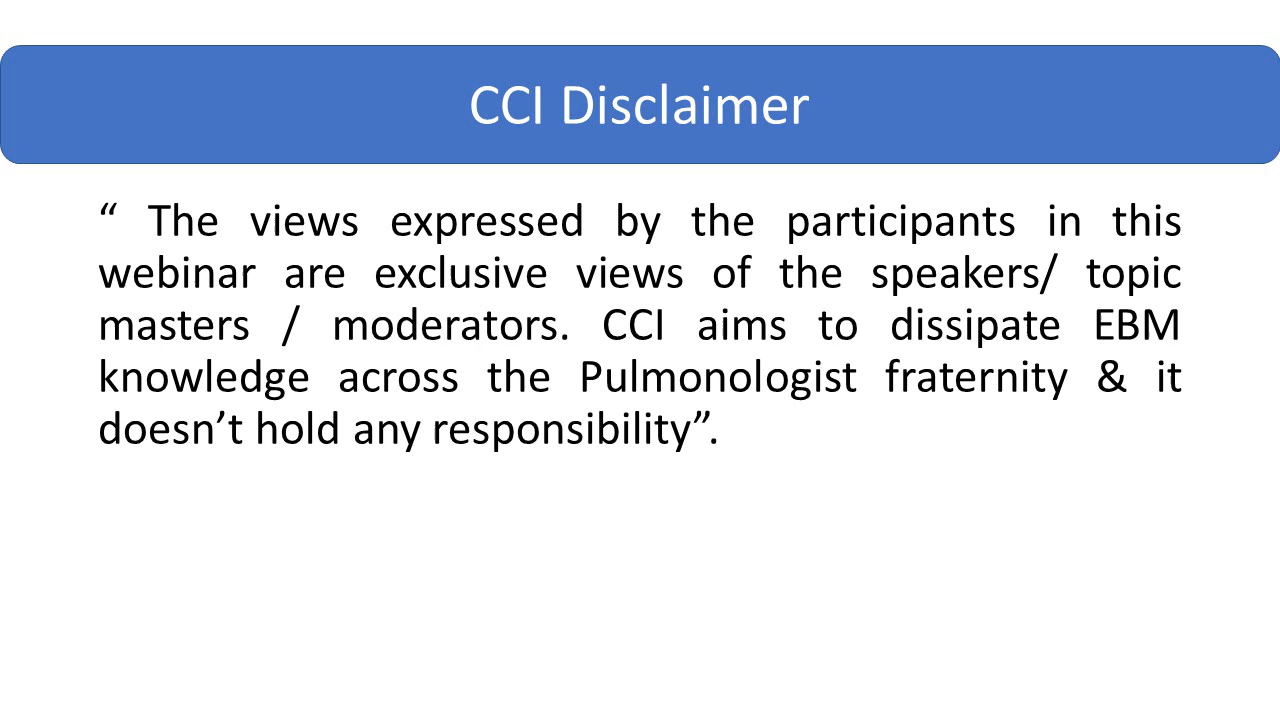 CCI Disclaimer
“ The views expressed by the participants in this
webinar are exclusive views of the speakers/ topic
masters / moderators. CCI aims to dissipate EBM
knowledge across the Pulmonologist fraternity & it
doesn’t hold any responsibility”.